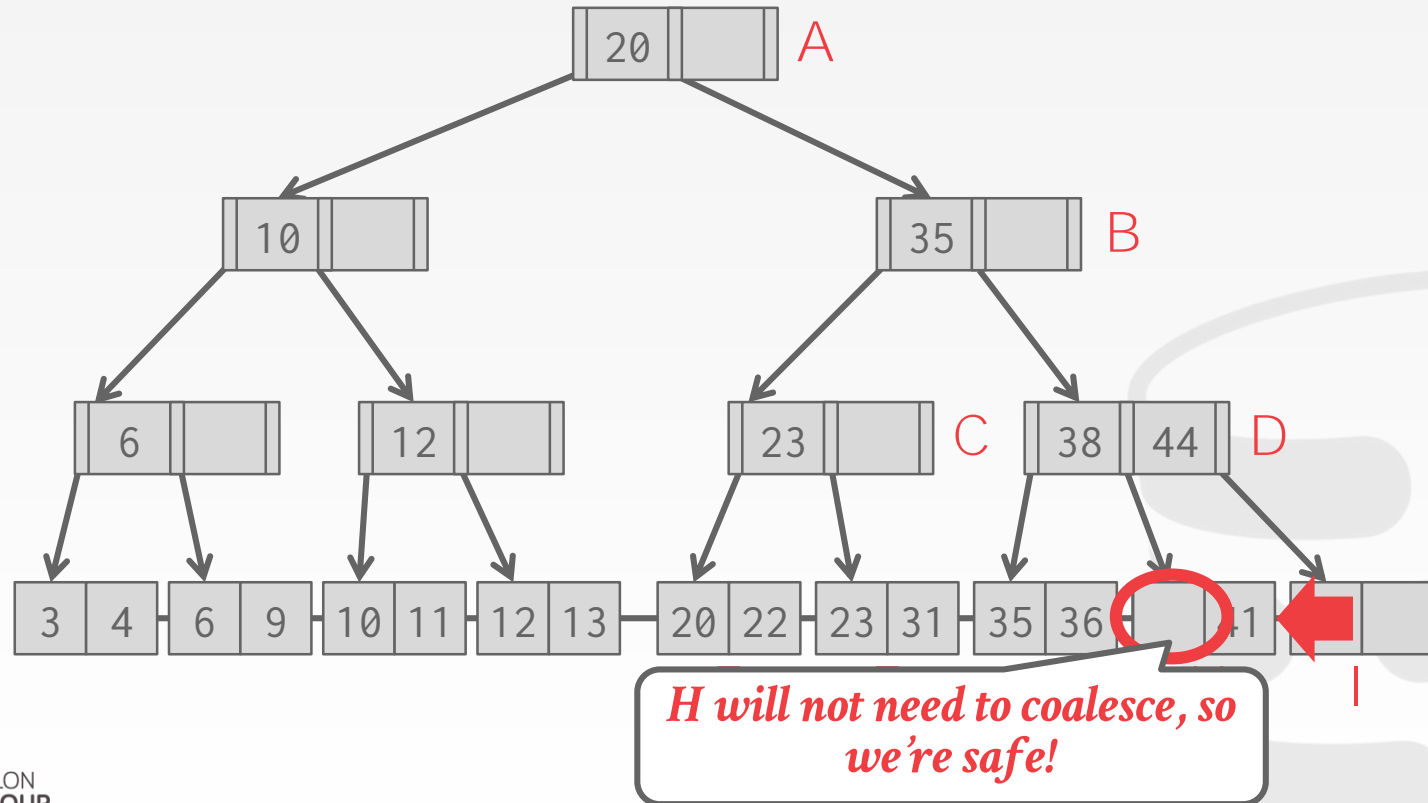 20 A
10 35 B
6 12 23 C 38 44 D
3 4 6 9 10 11 12 13 20 22 23 31 35 36 41
I
H will not need to coalesce, so
we're safe!